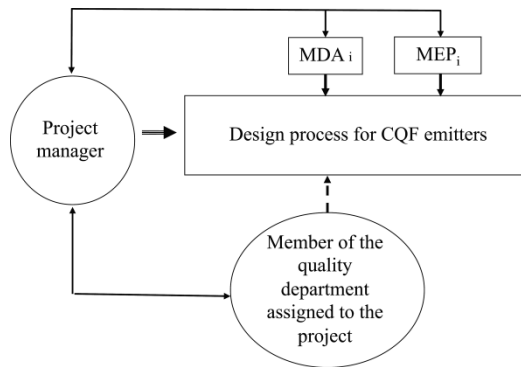 MDA i
MEPi
Project
manager
Design process for CQF emitters
Member of the
quality
department
assigned to the
project